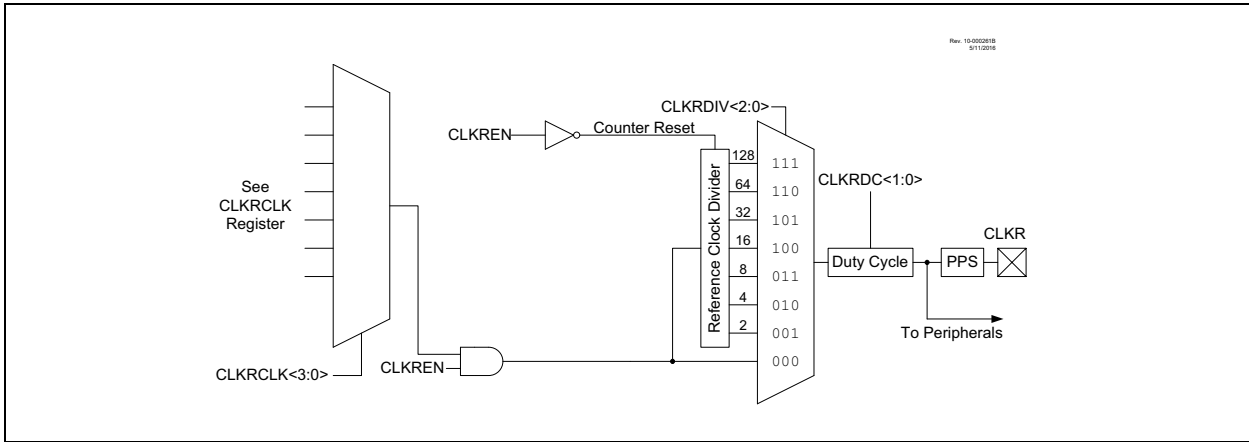 Rev. 10-000261B
5/11/2016
CLKRDIV<2:0>
CLKREN
Counter Reset
See
CLKRCLK
Register
Reference Clock Divider
128
111
64
110
32
101
16
100
8
011
4
010
2
001
000
CLKRDC<1:0>
Duty Cycle
PPS
CLKR
To Peripherals
CLKREN
CLKRCLK<3:0>